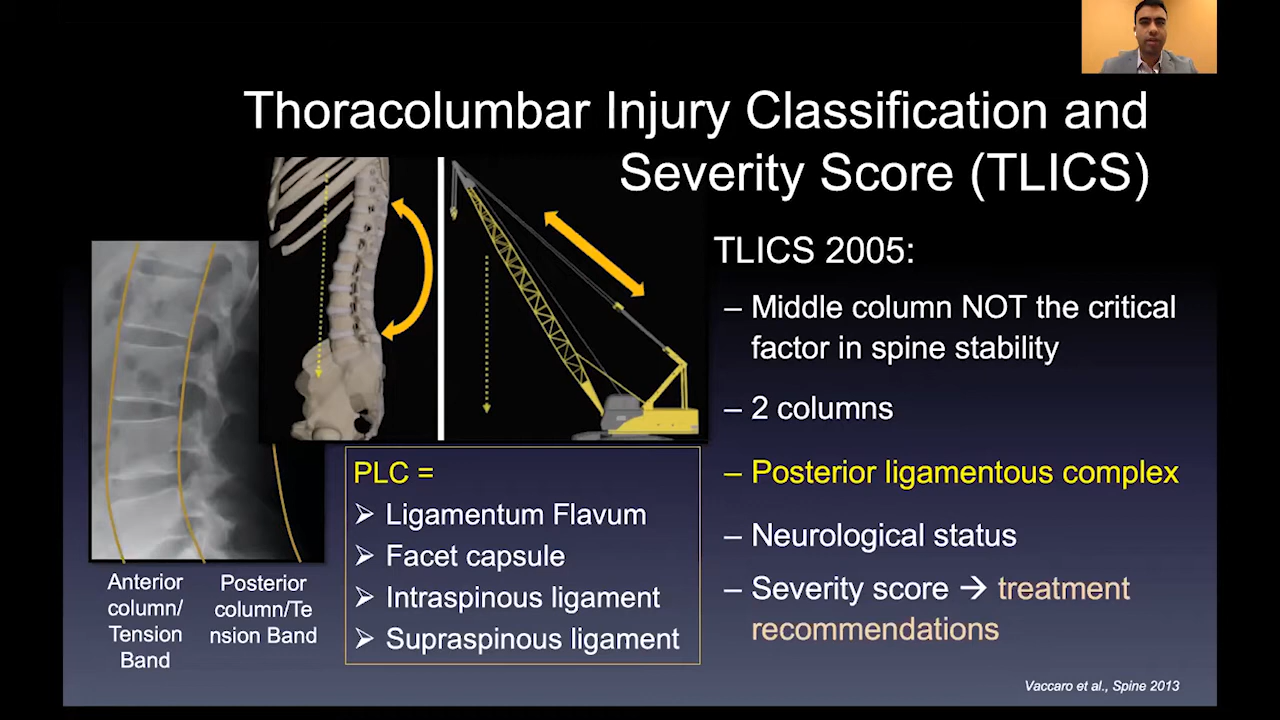 Thoracolumbar Injury Classification and
Severity Score (TLICS)
TLICS 2005:
– Middle column NOT the critical
factor in spine stability
– 2 columns
– Posterior ligamentous complex
– Neurological status
– Severity score → treatment
recommendations
PLC =
➢ Ligamentum Flavum
➢ Facet capsule
➢ Intraspinous ligament
➢ Supraspinous ligament
Anterior
column/
Tension
Band
Posterior
column/Te
nsion Band
Vaccaro et al., Spine 2013